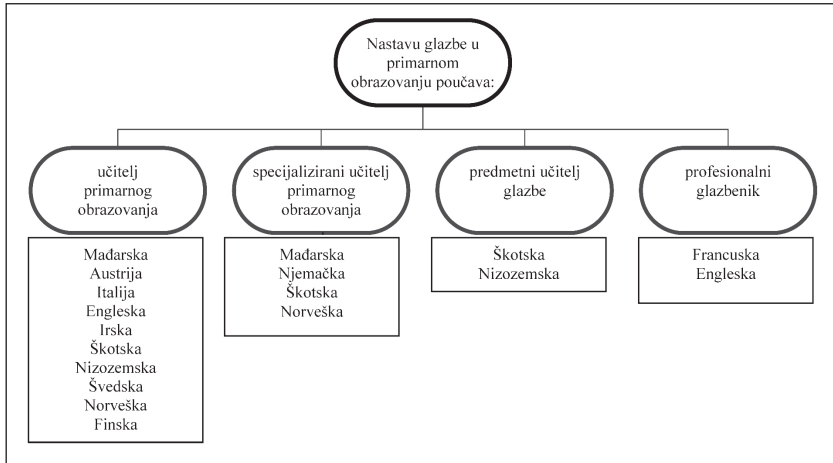 Nastavu glazbe u
primarnom
obrazovanju poučava:
učitelj
primarnog
obrazovanja
specijalizirani učitelj
primarnog
obrazovanja
predmetni učitelj
glazbe
profesionalni
glazbenik
Mađarska
Austrija
Italija
Engleska
Irska
Škotska
Nizozemska
Švedska
Norveška
Finska
Mađarska
Njemačka
Škotska
Norveška
Škotska
Nizozemska
Francuska
Engleska